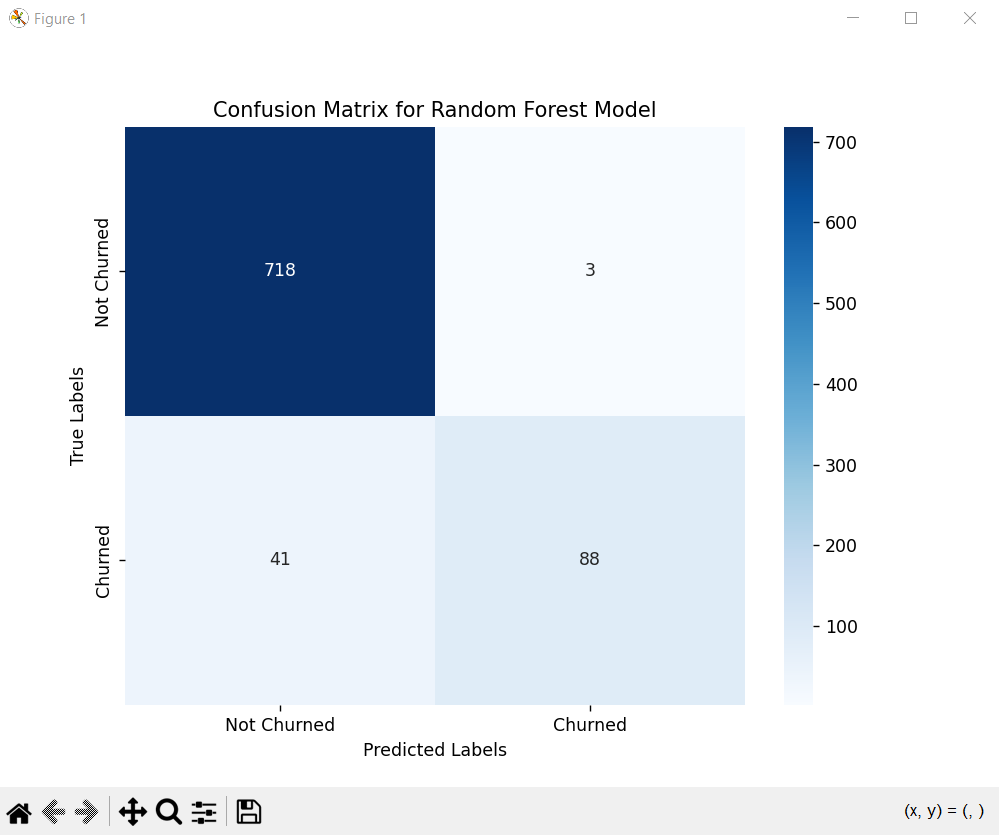 Figure 1
Confusion Matrix for Random Forest Model
Not Churned
Churned
True Labels
718
3
41
88
Not Churned
Churned
Predicted Labels
700
600
500
400
300
200
100
(x, y) = (, )